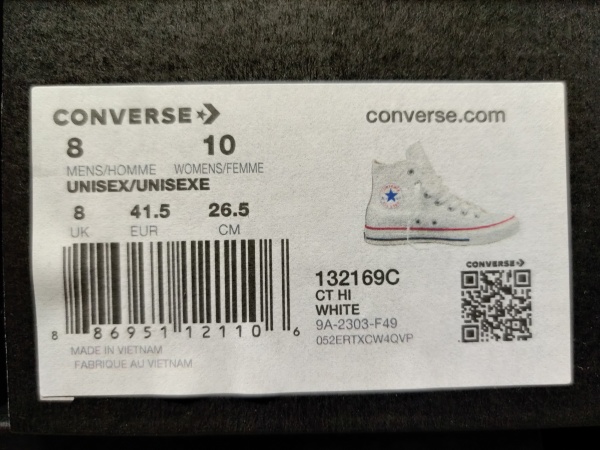 CONVERSE
converse.com
8 10
MENS/HOMME WOMENS/FEMME
UNISEX/UNISEXE
8 41.5 26.5
UK EUR CM
132169C
CT HI
WHITE
9A-2303-F49
052ERTXCW4QVP
CONVERSE
8 86951 12110 6
MADE IN VIETNAM
FABRIQUE AU VIETNAM